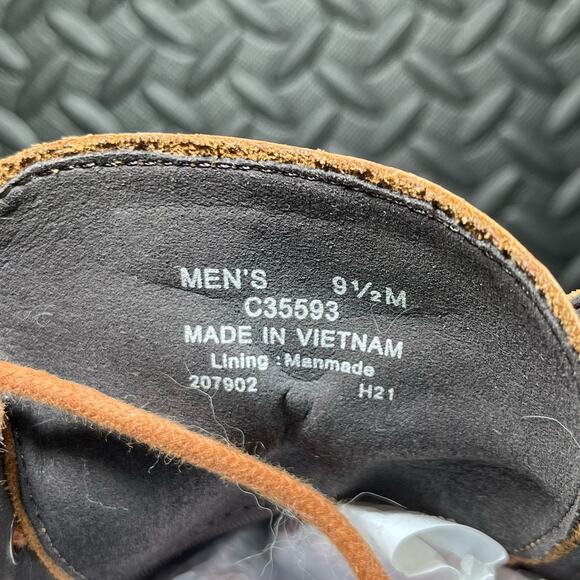 MEN'S 9½M
C35593
MADE IN VIETNAM
Lining : Manmade
207902 H21